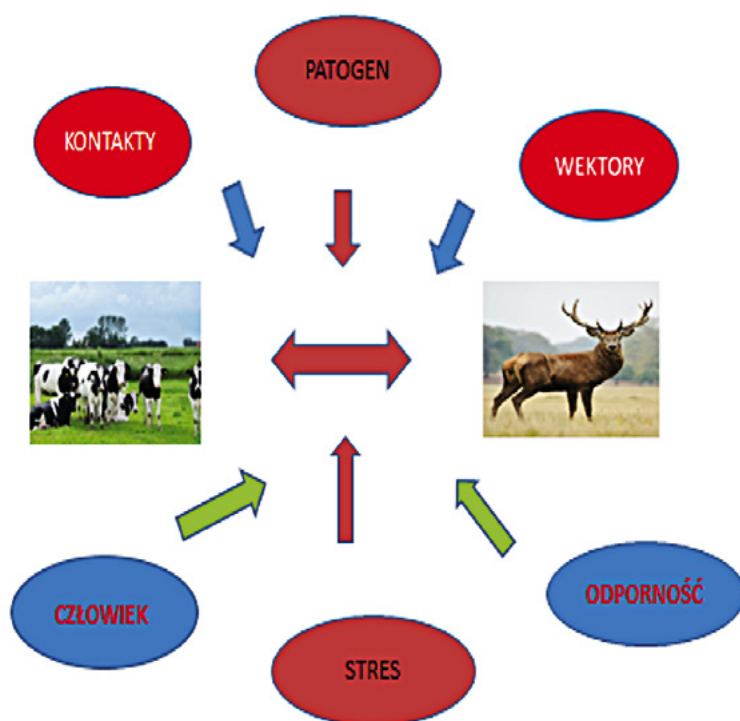 PATOGEN
KONTAKTY
WEKTORY
CZŁOWIEK
ODPORNOŚĆ
STRES